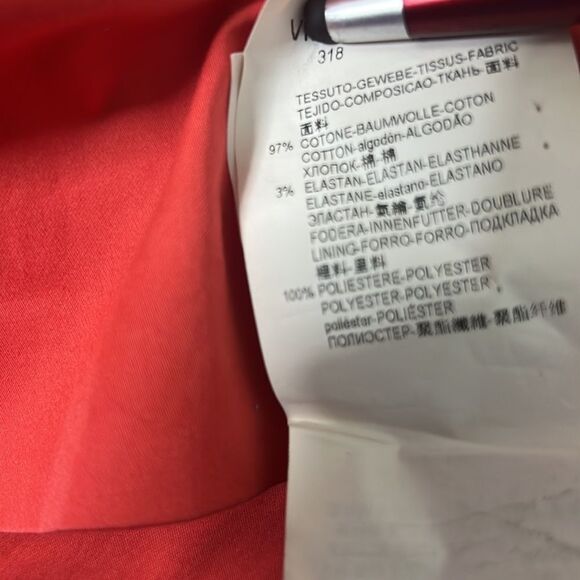 318
TESSUTO-GEWEBE-TISSUS-FABRIC
TEJIDO-COMPOSICAO-ТКАНЬ-面料
面料
97% COTONE-BAUMWOLLE-COTON
COTTON-algodón-ALGODÃO
ХЛОПОК-棉-棉
3% ELASTAN-ELASTAN-ELASTHANNE
ELASTANE-elastano-ELASTANO
ЭЛАСТАН-氨綸-氨纶
FODERA-INNENFUTTER-DOUBLURE
LINING-FORRO-FORRO-ПОДКЛАДКА
裡料-里料
100% POLIESTERE-POLYESTER
POLYESTER-POLYESTER
poliéster-POLIÉSTER
ПОЛИОСТЕР-聚脂纖維-聚脂纤维